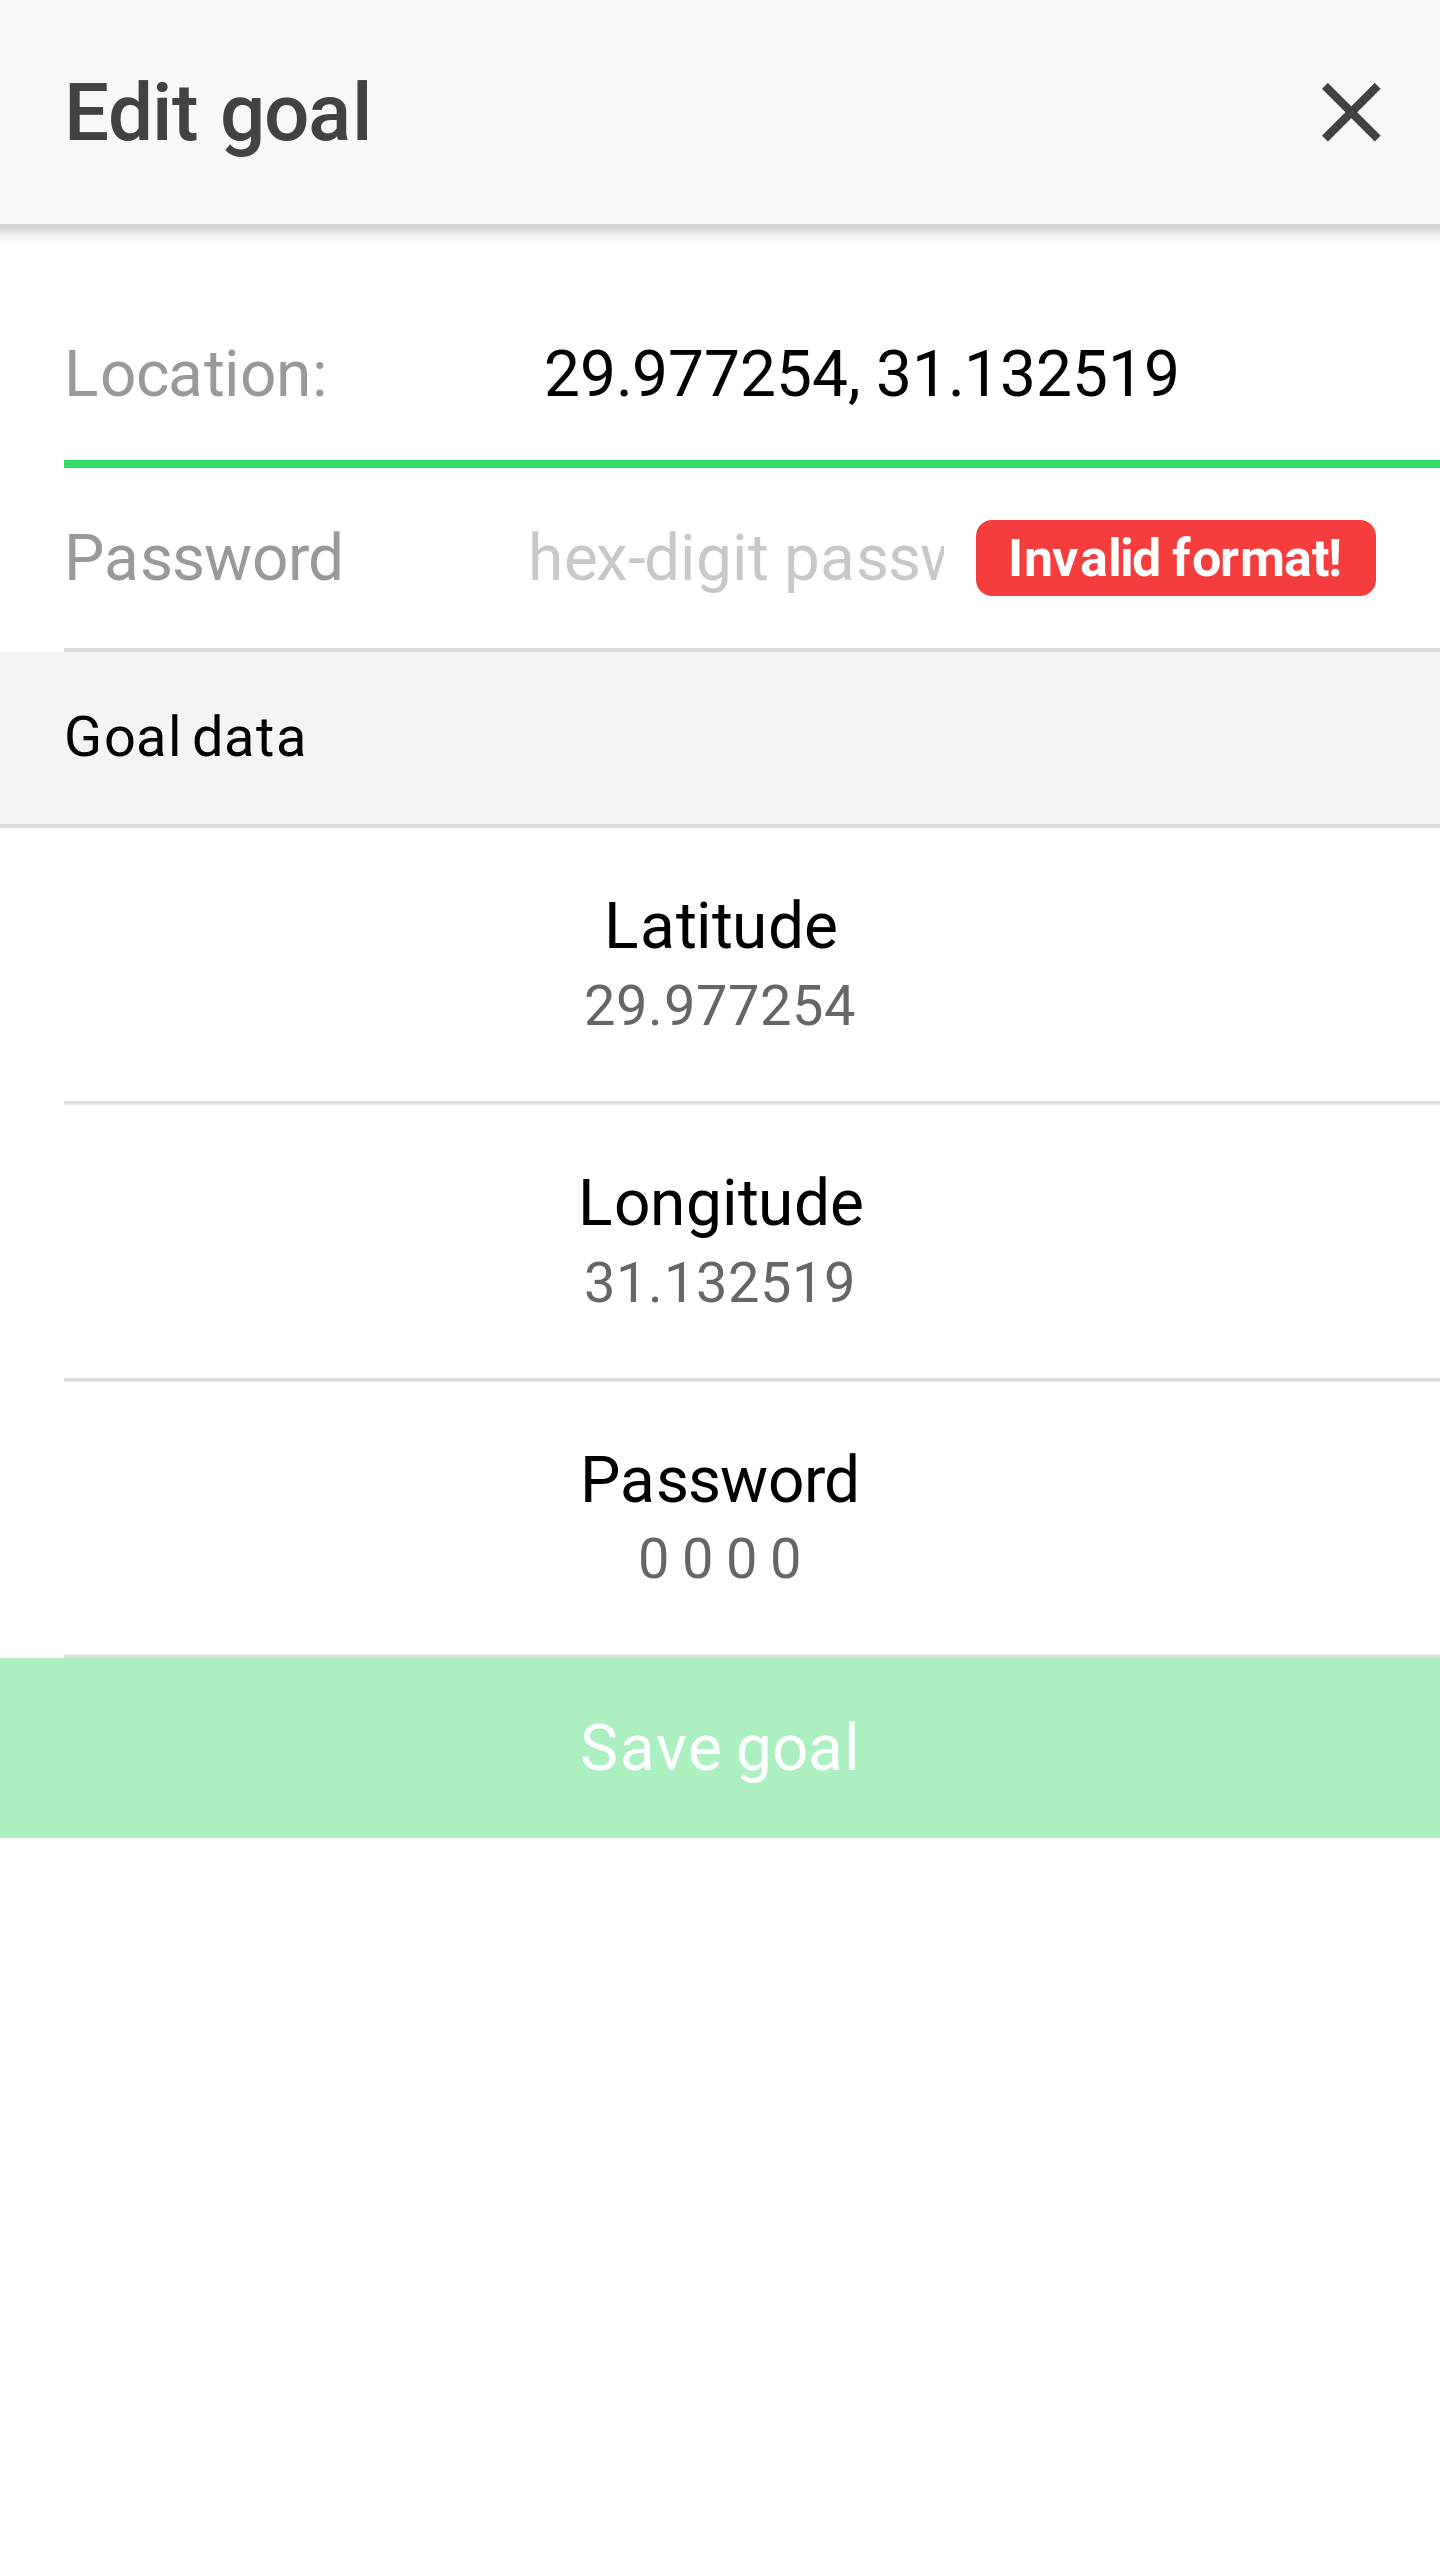 Edit goal
Location: 29.977254, 31.132519
Password hex-digit passw Invalid format!
Goal data
Latitude
29.977254
Longitude
31.132519
Password
0 0 0 0
Save goal